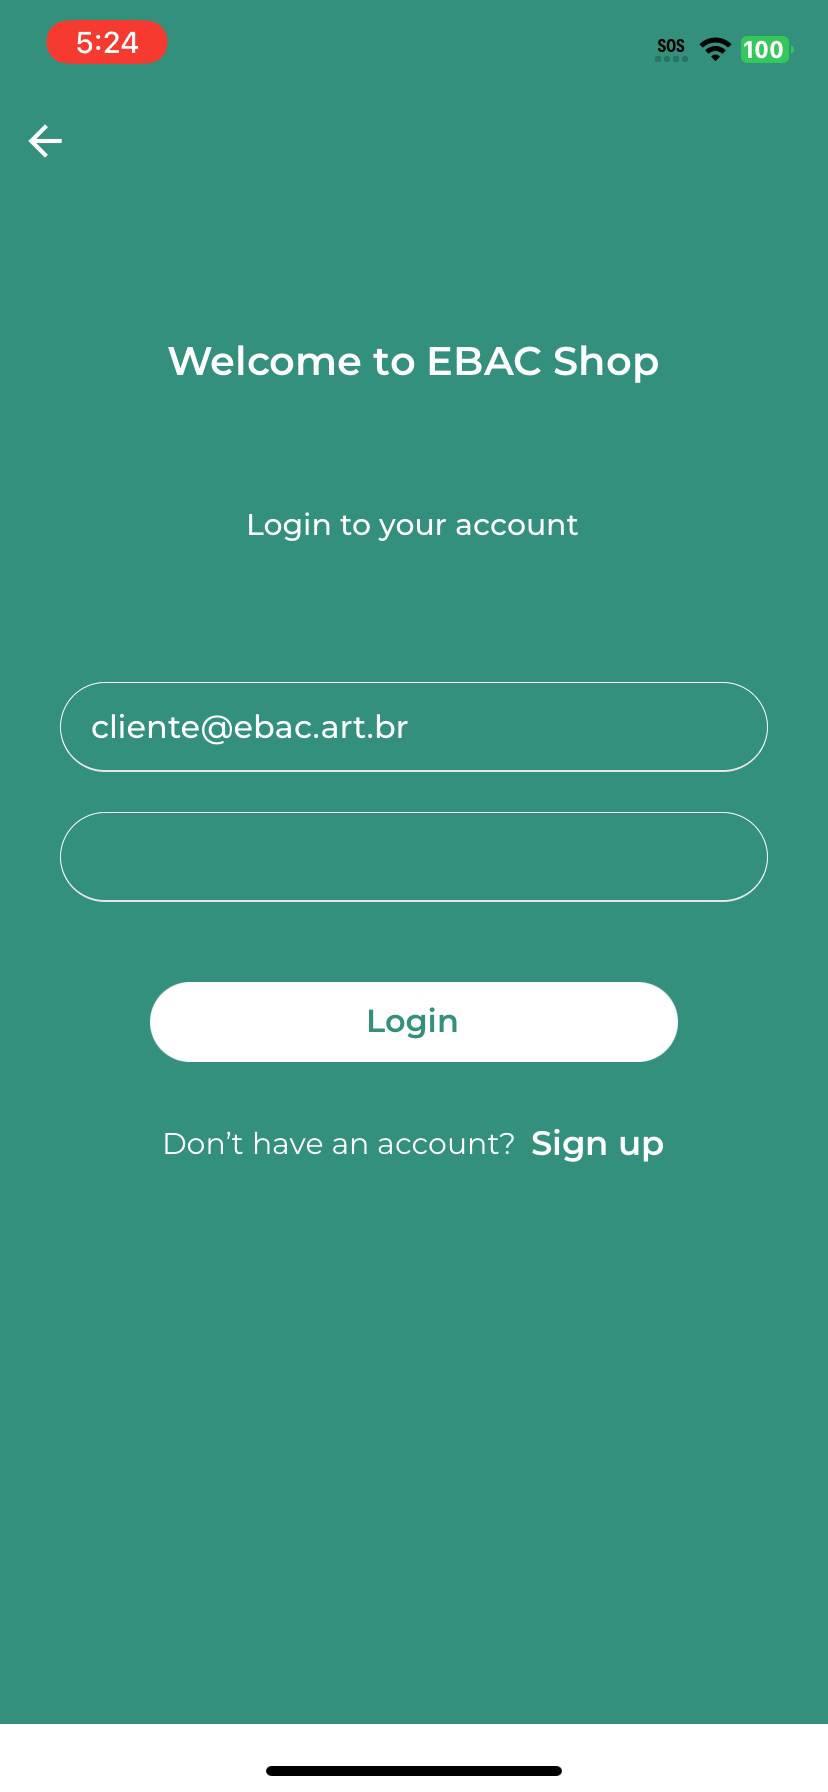 5:24
SOS
100
Welcome to EBAC Shop
Login to your account
cliente@ebac.art.br
Login
Don’t have an account? Sign up